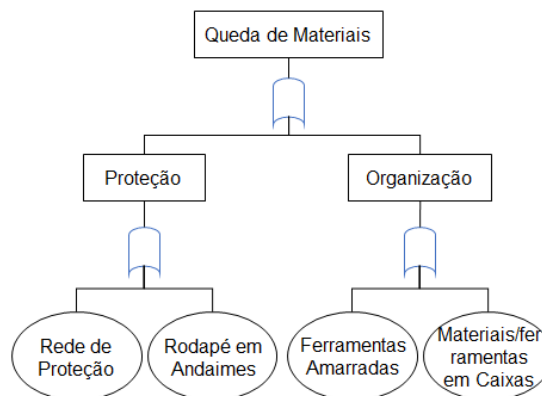 Queda de Materiais
Proteção
Organização
Rede de
Proteção
Rodapé em
Andaimes
Ferramentas
Amarradas
Materiais/fer
ramentas
em Caixas